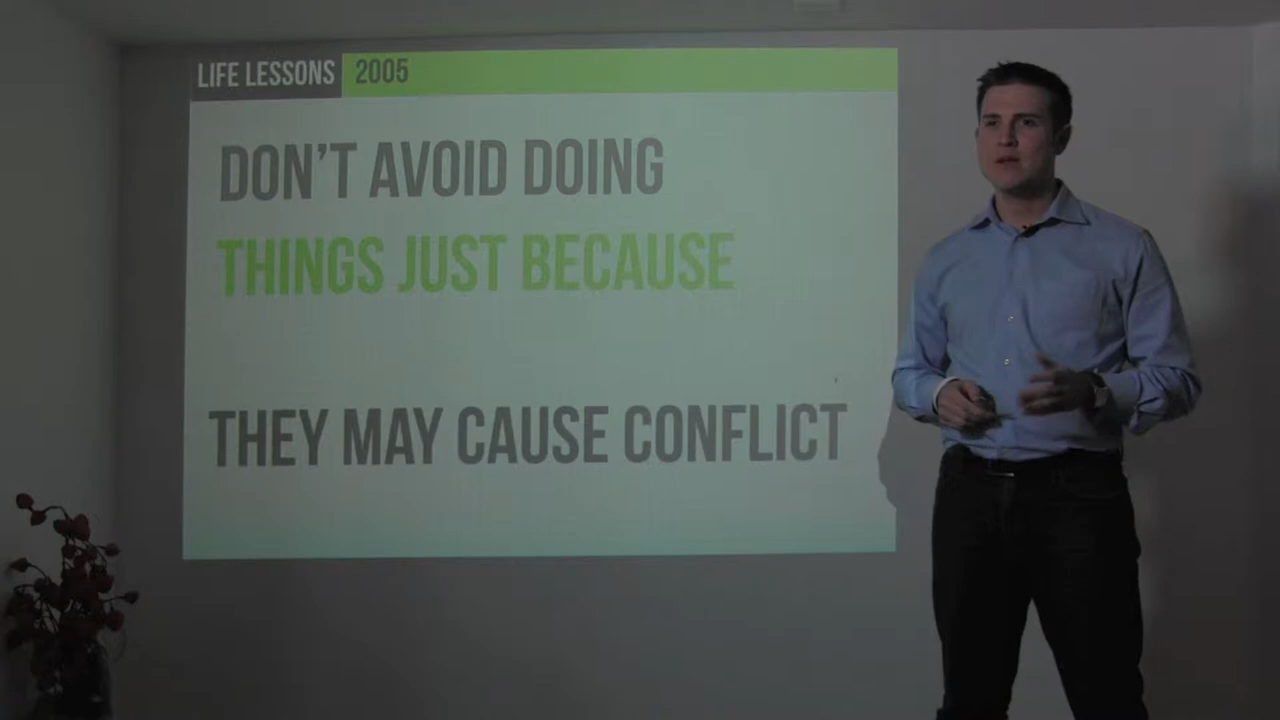 LIFE LESSONS 2005
DON'T AVOID DOING
THINGS JUST BECAUSE
THEY MAY CAUSE CONFLICT